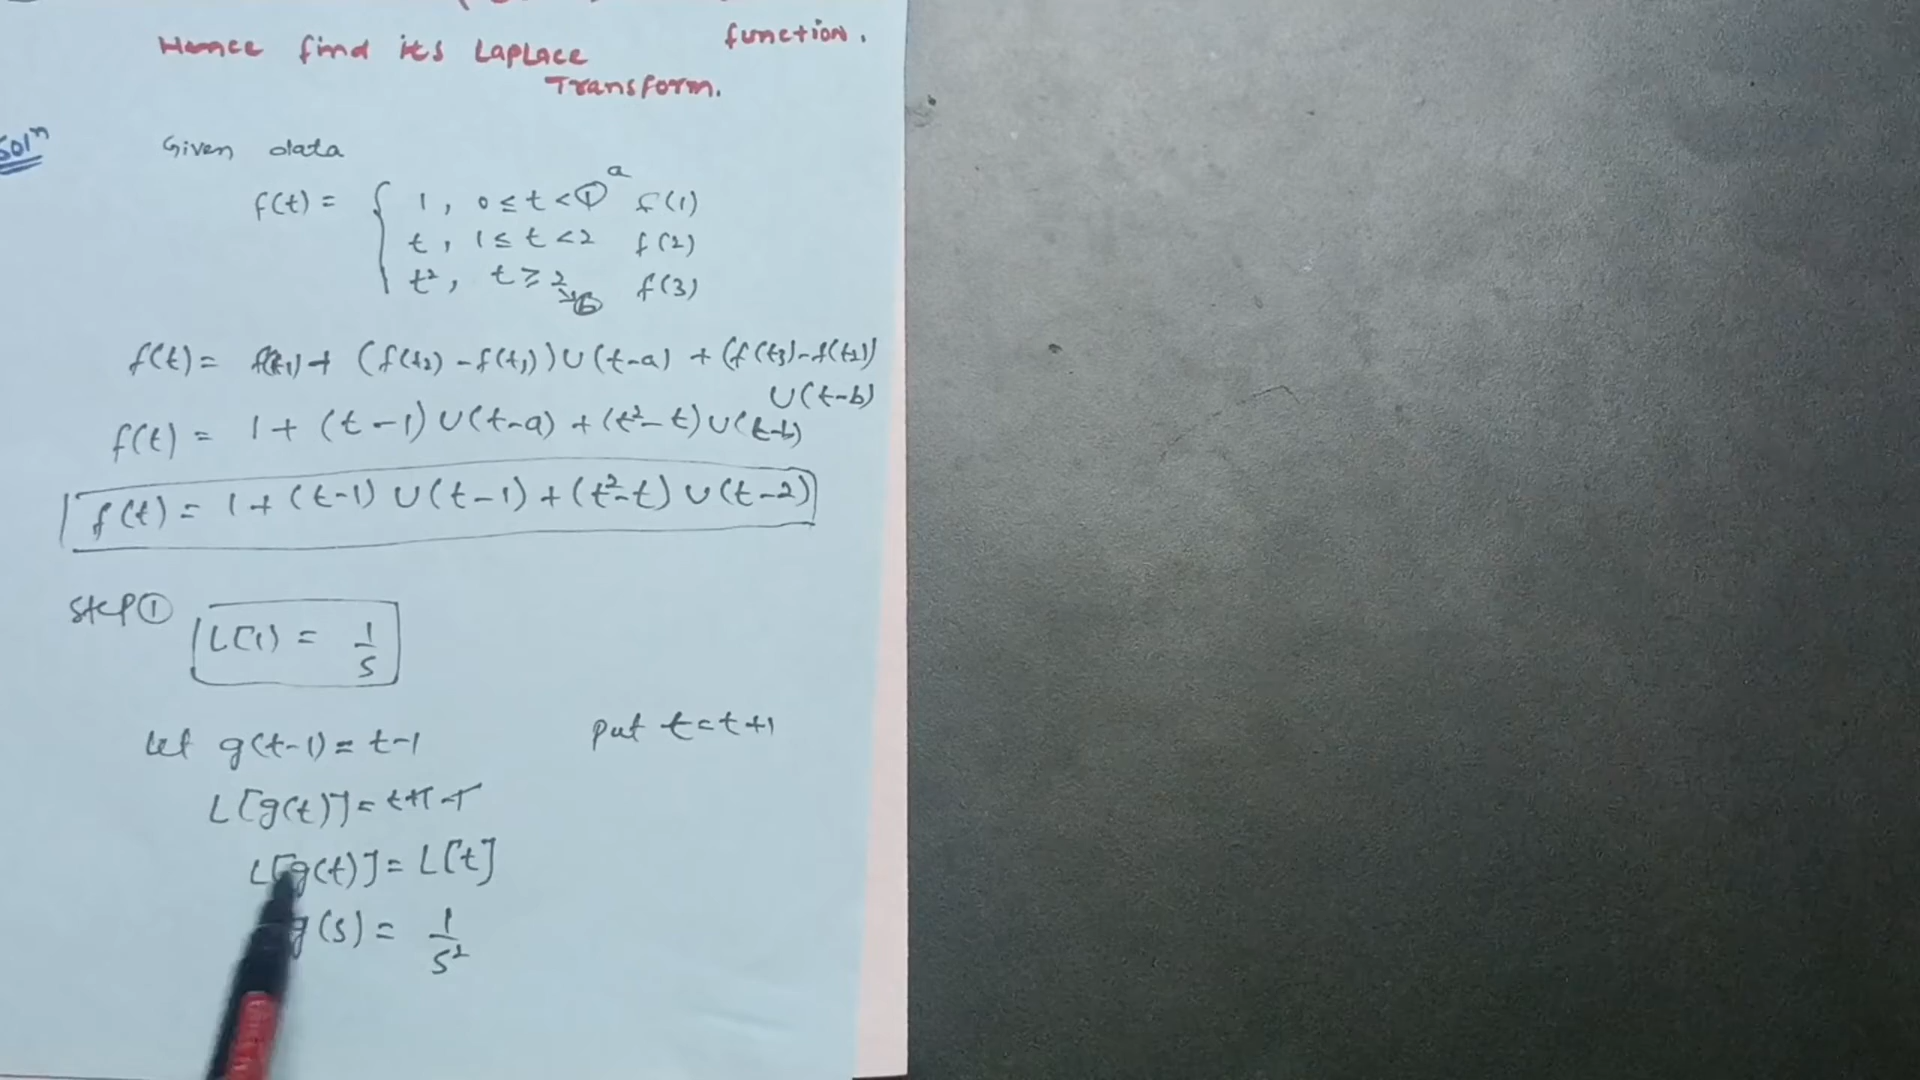 function.
Hence find its Laplace
Transform.
Solⁿ
Given data
a
f(t) = { 1, 0 ≤ t < 1 f(1)
t, 1 ≤ t < 2 f(2)
t², t ≥ 2 f(3)
b
f(t) = f(t1) + (f(t2) - f(t1)) U(t-a) + (f(t3) - f(t2))
U(t-b)
f(t) = 1 + (t-1) U(t-a) + (t²-t) U(t-b)
f(t) = 1 + (t-1) U(t-1) + (t²-t) U(t-2)
Step ①
L(1) = 1/s
Let g(t-1) = t-1 put t=t+1
L[g(t)] = t+1-1
L[g(t)] = L[t]
g(s) = 1/s²